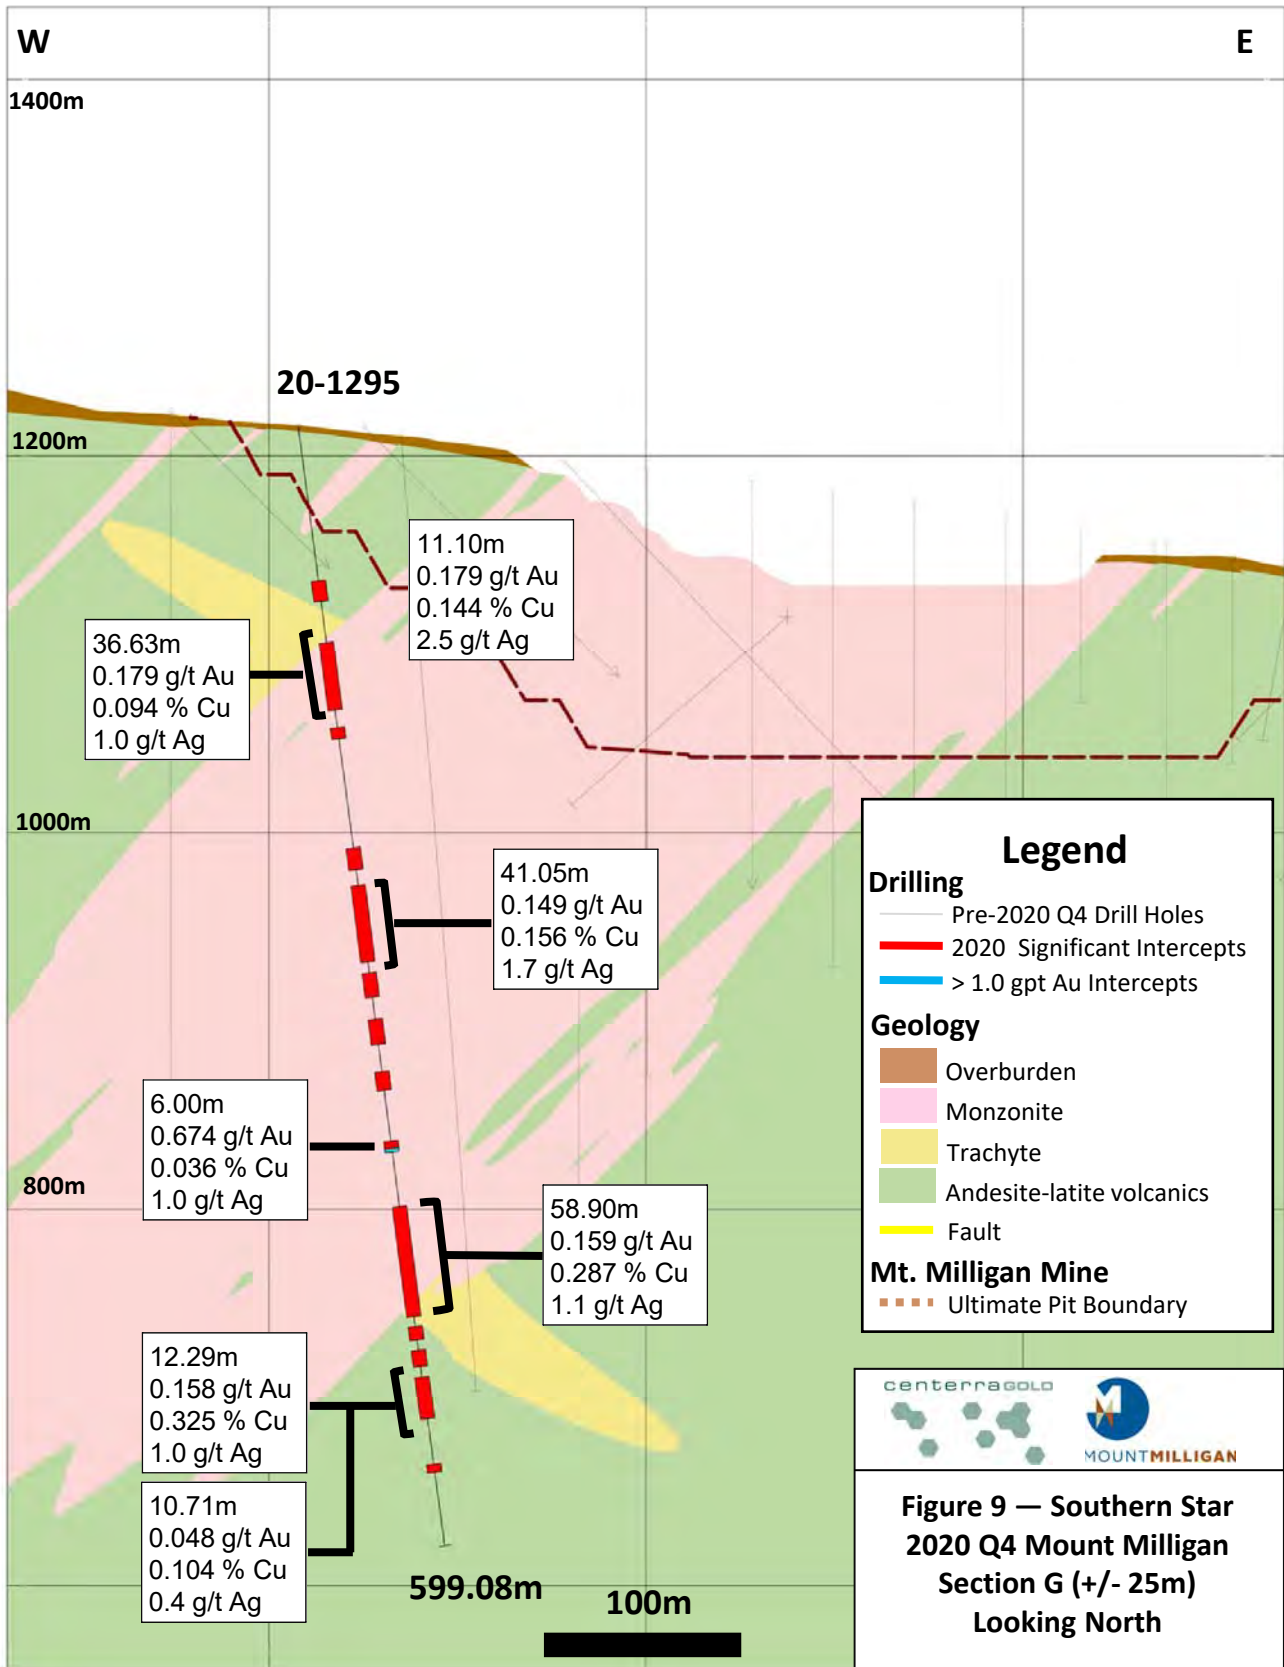 W
E
1400m
20-1295
1200m
11.10m
0.179 g/t Au
0.144 % Cu
2.5 g/t Ag
36.63m
0.179 g/t Au
0.094 % Cu
1.0 g/t Ag
1000m
41.05m
0.149 g/t Au
0.156 % Cu
1.7 g/t Ag
6.00m
0.674 g/t Au
0.036 % Cu
1.0 g/t Ag
800m
58.90m
0.159 g/t Au
0.287 % Cu
1.1 g/t Ag
12.29m
0.158 g/t Au
0.325 % Cu
1.0 g/t Ag
10.71m
0.048 g/t Au
0.104 % Cu
0.4 g/t Ag
599.08m
100m
Legend
Drilling
Pre-2020 Q4 Drill Holes
2020 Significant Intercepts
> 1.0 gpt Au Intercepts
Geology
Overburden
Monzonite
Trachyte
Andesite-latite volcanics
Fault
Mt. Milligan Mine
Ultimate Pit Boundary
centerraGOLD
M
MOUNTMILLIGAN
Figure 9 — Southern Star
2020 Q4 Mount Milligan
Section G (+/- 25m)
Looking North